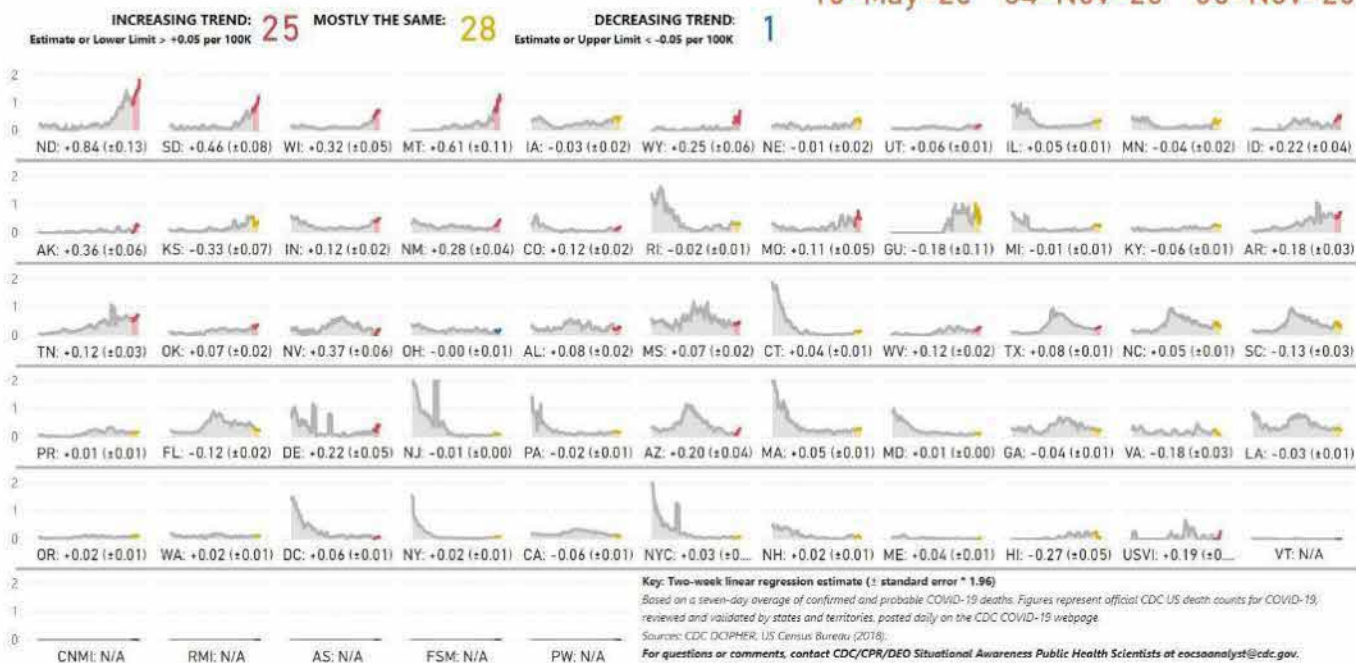 INCREASING TREND:
Estimate or Lower Limit > +0.05 per 100K
25
MOSTLY THE SAME:
28
DECREASING TREND:
Estimate or Upper Limit < -0.05 per 100K
1
2
1
0
ND: +0.84 (±0.13) SD: +0.46 (±0.08) WI: +0.32 (±0.05) MT: +0.61 (±0.11) IA: -0.03 (±0.02) WY: +0.25 (±0.06) NE: -0.01 (±0.02) UT: +0.06 (±0.01) IL: +0.05 (±0.01) MN: -0.04 (±0.02) ID: +0.22 (±0.04)
2
1
0
AK: +0.36 (±0.06) KS: -0.33 (±0.07) IN: +0.12 (±0.02) NM: +0.28 (±0.04) CO: +0.12 (±0.02) RI: -0.02 (±0.01) MO: +0.11 (±0.05) GU: -0.18 (±0.11) MI: -0.01 (±0.01) KY: -0.06 (±0.01) AR: +0.18 (±0.03)
2
1
0
TN: +0.12 (±0.03) OK: +0.07 (±0.02) NV: +0.37 (±0.06) OH: -0.00 (±0.01) AL: +0.08 (±0.02) MS: +0.07 (±0.02) CT: +0.04 (±0.01) WV: +0.12 (±0.02) TX: +0.08 (±0.01) NC: +0.05 (±0.01) SC: -0.13 (±0.03)
2
1
0
PR: +0.01 (±0.01) FL: -0.12 (±0.02) DE: +0.22 (±0.05) NJ: -0.01 (±0.00) PA: -0.02 (±0.01) AZ: +0.20 (±0.04) MA: +0.05 (±0.01) MD: +0.01 (±0.00) GA: -0.04 (±0.01) VA: -0.18 (±0.03) LA: -0.03 (±0.01)
2
1
0
OR: +0.02 (±0.01) WA: +0.02 (±0.01) DC: +0.06 (±0.01) NY: +0.02 (±0.01) CA: -0.06 (±0.01) NYC: +0.03 (±0... NH: +0.02 (±0.01) ME: +0.04 (±0.01) HI: -0.27 (±0.05) USVI: +0.19 (±0... VT: N/A
2
1
0
CNMI: N/A RMI: N/A AS: N/A FSM: N/A PW: N/A
Key: Two-week linear regression estimate (± standard error * 1.96)
Based on a seven-day average of confirmed and probable COVID-19 deaths. Figures represent official CDC US death counts for COVID-19,
reviewed and validated by states and territories, posted daily on the CDC COVID-19 webpage
Sources: CDC DCIPHER, US Census Bureau (2018).
For questions or comments, contact CDC/CPR/DEO Situational Awareness Public Health Scientists at eocsoanalyst@cdc.gov.